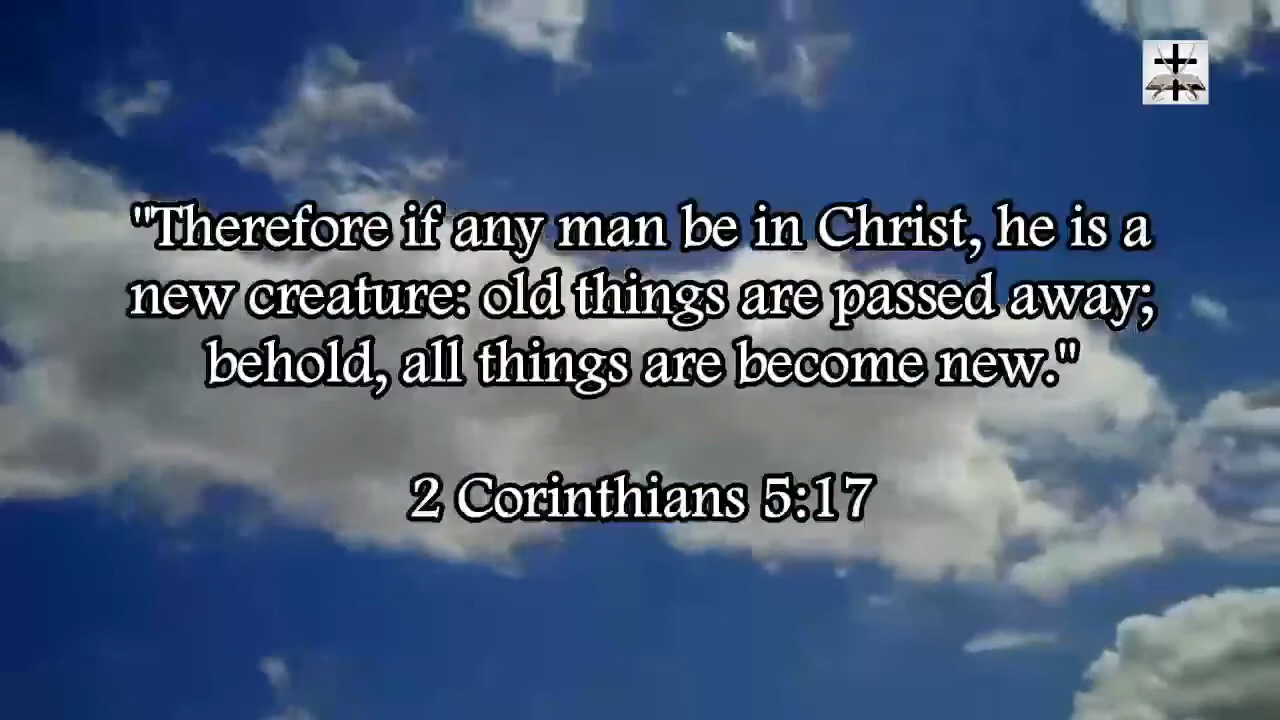 "Therefore if any man be in Christ, he is a
new creature: old things are passed away;
behold, all things are become new."
2 Corinthians 5:17